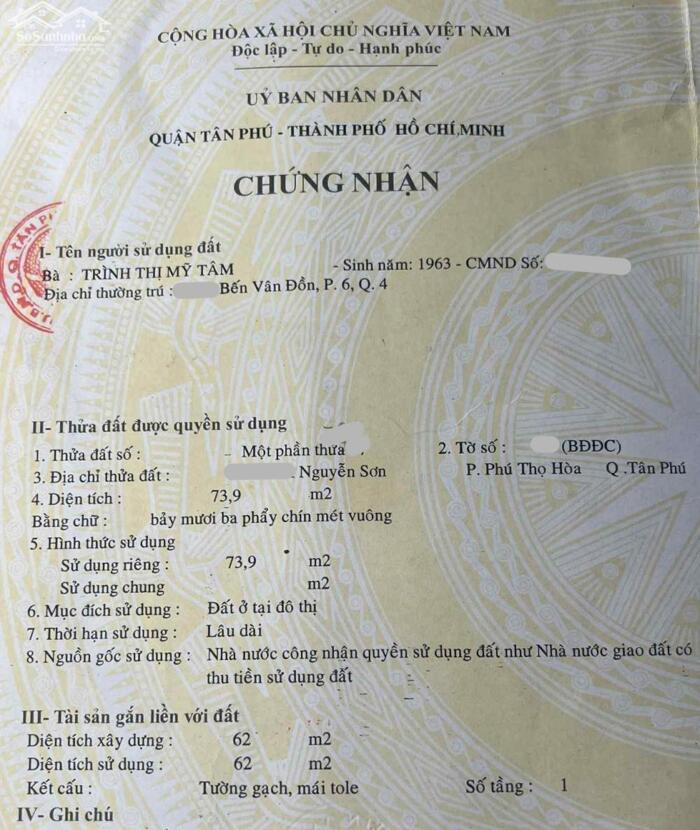 SoSanhnha.com
CỘNG HÒA XÃ HỘI CHỦ NGHĨA VIỆT NAM
Độc lập - Tự do - Hạnh phúc
UỶ BAN NHÂN DÂN
QUẬN TÂN PHÚ - THÀNH PHỐ HỒ CHÍ MINH
CHỨNG NHẬN
I- Tên người sử dụng đất
Bà : TRÌNH THỊ MỸ TÂM - Sinh năm: 1963 - CMND Số:
Địa chỉ thường trú : Bến Vân Đồn, P. 6, Q. 4
II- Thửa đất được quyền sử dụng
1. Thửa đất số : - Một phần thửa 2. Tờ số : (BĐĐC)
3. Địa chỉ thửa đất : . Nguyễn Sơn P. Phú Thọ Hòa Q .Tân Phú
4. Diện tích : 73,9 m2
Bằng chữ : bảy mươi ba phẩy chín mét vuông
5. Hình thức sử dụng
Sử dụng riêng : 73,9 m2
Sử dụng chung m2
6. Mục đích sử dụng : Đất ở tại đô thị
7. Thời hạn sử dụng : Lâu dài
8. Nguồn gốc sử dụng : Nhà nước công nhận quyền sử dụng đất như Nhà nước giao đất có
thu tiền sử dụng đất
III- Tài sản gắn liền với đất
Diện tích xây dựng : 62 m2
Diện tích sử dụng : 62 m2
Kết cấu : Tường gạch, mái tole Số tầng : 1
IV- Ghi chú